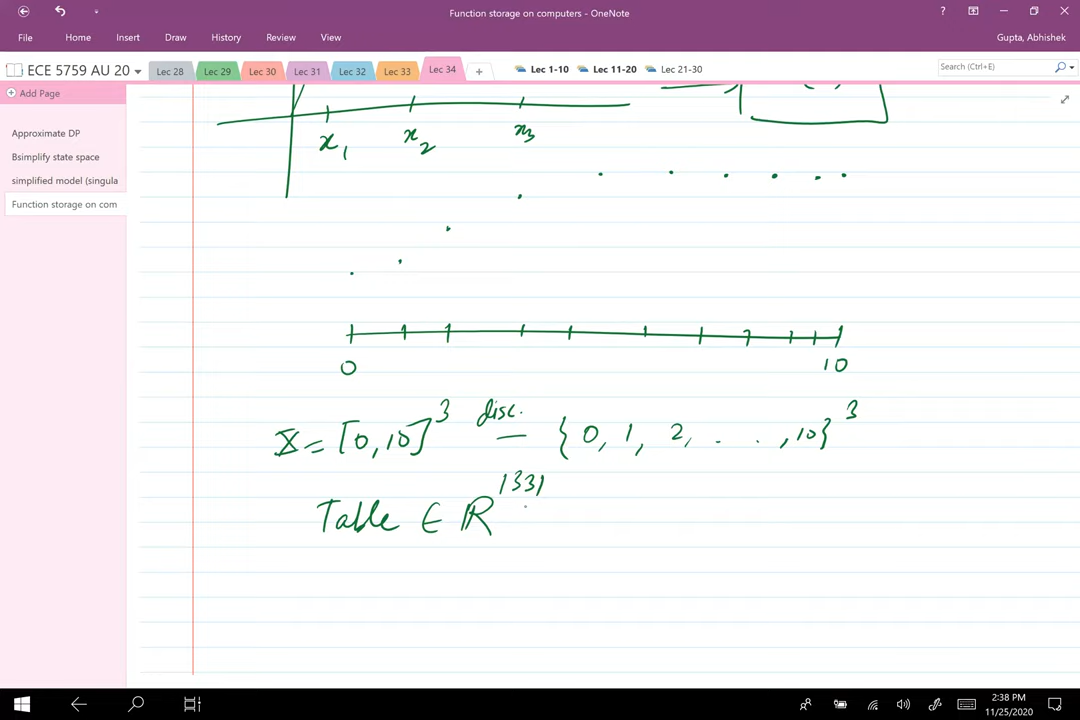 Function storage on computers - OneNote
?
Gupta, Abhishek
File Home Insert Draw History Review View
ECE 5759 AU 20
Lec 28 Lec 29 Lec 30 Lec 31 Lec 32 Lec 33 Lec 34 +
Lec 1-10 Lec 11-20 Lec 21-30
Search (Ctrl+E)
Add Page
Approximate DP
Bsimplify state space
simplified model (singula
Function storage on com
x₁ x₂ x₃
0 10
X = [0,10]³ disc. — {0, 1, 2, . . . , 10}³
Table ∈ ℝ¹³³¹
2:38 PM
11/25/2020